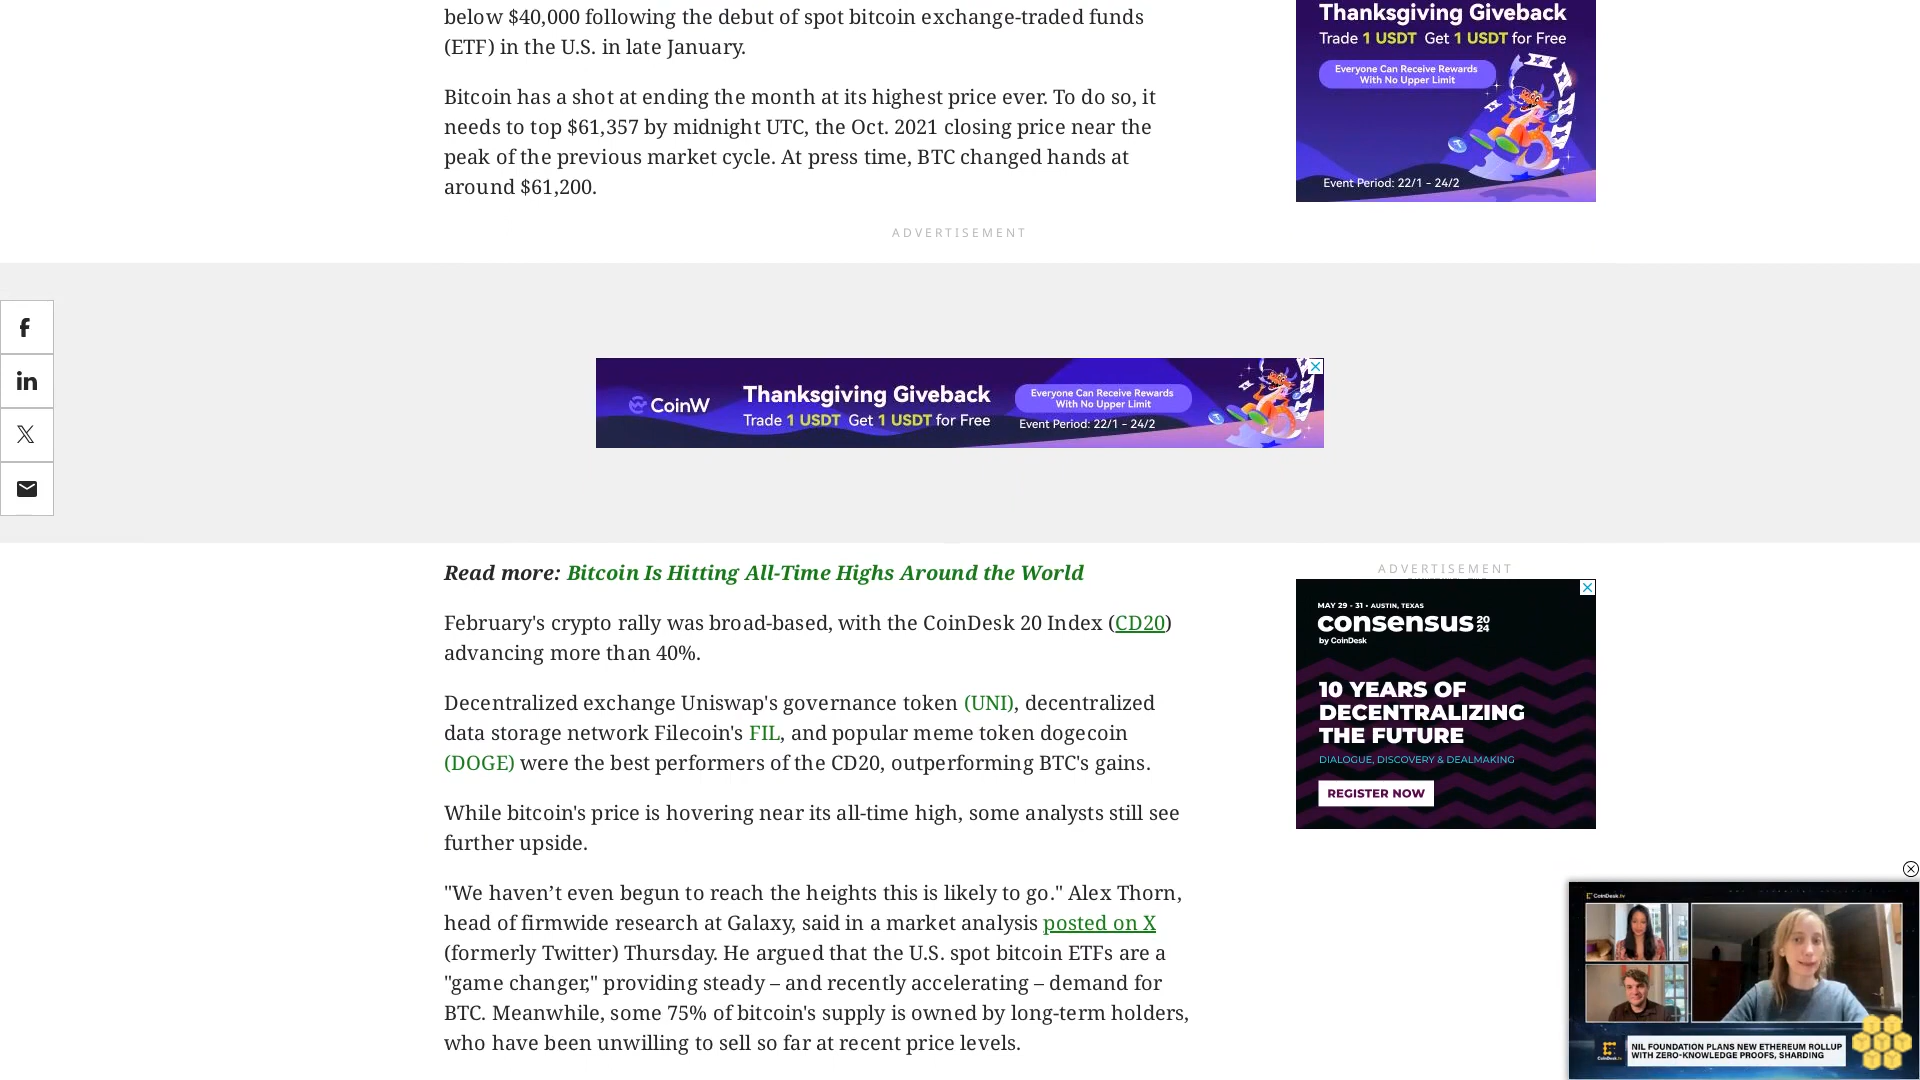 below $40,000 following the debut of spot bitcoin exchange-traded funds
(ETF) in the U.S. in late January.
Bitcoin has a shot at ending the month at its highest price ever. To do so, it
needs to top $61,357 by midnight UTC, the Oct. 2021 closing price near the
peak of the previous market cycle. At press time, BTC changed hands at
around $61,200.
Thanksgiving Giveback
Trade 1 USDT Get 1 USDT for Free
Everyone Can Receive Rewards
With No Upper Limit
Event Period: 22/1 - 24/2
ADVERTISEMENT
CoinW
Thanksgiving Giveback
Trade 1 USDT Get 1 USDT for Free
Everyone Can Receive Rewards
With No Upper Limit
Event Period: 22/1 - 24/2
Read more: Bitcoin Is Hitting All-Time Highs Around the World
February's crypto rally was broad-based, with the CoinDesk 20 Index (CD20)
advancing more than 40%.
Decentralized exchange Uniswap's governance token (UNI), decentralized
data storage network Filecoin's FIL, and popular meme token dogecoin
(DOGE) were the best performers of the CD20, outperforming BTC's gains.
While bitcoin's price is hovering near its all-time high, some analysts still see
further upside.
"We haven’t even begun to reach the heights this is likely to go." Alex Thorn,
head of firmwide research at Galaxy, said in a market analysis posted on X
(formerly Twitter) Thursday. He argued that the U.S. spot bitcoin ETFs are a
"game changer," providing steady – and recently accelerating – demand for
BTC. Meanwhile, some 75% of bitcoin's supply is owned by long-term holders,
who have been unwilling to sell so far at recent price levels.
ADVERTISEMENT
MAY 29 - 31 • AUSTIN, TEXAS
consensus 2024
by CoinDesk
10 YEARS OF
DECENTRALIZING
THE FUTURE
DIALOGUE, DISCOVERY & DEALMAKING
REGISTER NOW
CoinDesk.tv
CoinDesk.tv
NIL FOUNDATION PLANS NEW ETHEREUM ROLLUP
WITH ZERO-KNOWLEDGE PROOFS, SHARDING